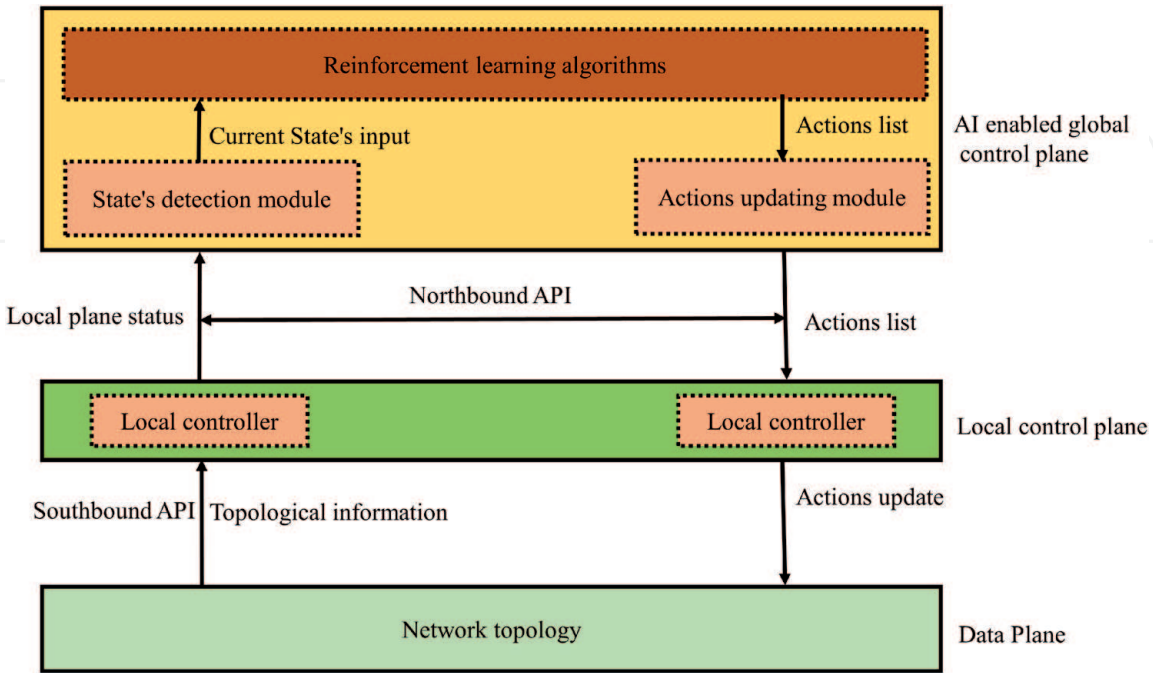 Reinforcement learning algorithms
Current State's input
Actions list
AI enabled global
control plane
State's detection module
Actions updating module
Northbound API
Local plane status
Actions list
Local controller
Local controller
Local control plane
Southbound API
Topological information
Actions update
Network topology
Data Plane